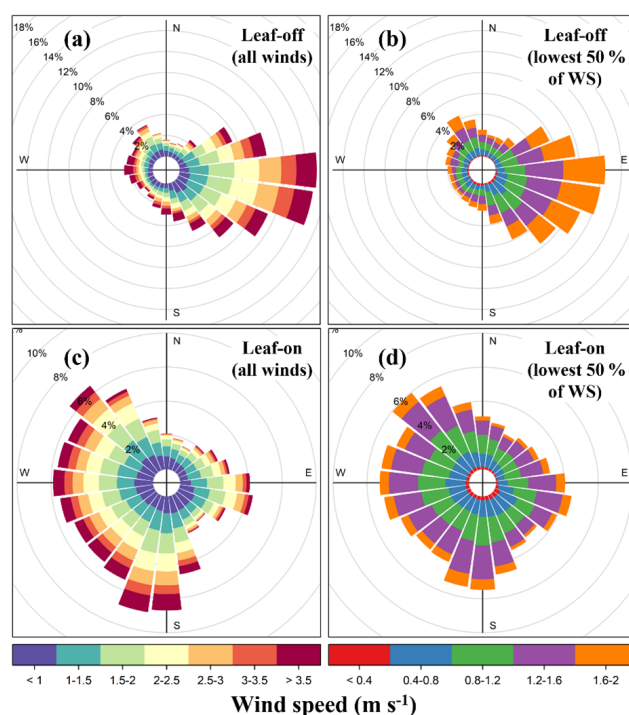 (a)
Leaf-off
(all winds)
N
W
S
18%
16%
14%
12%
10%
8%
6%
4%
2%
(b)
Leaf-off
(lowest 50 %
of WS)
N
W
E
S
18%
16%
14%
12%
10%
8%
6%
4%
2%
(c)
Leaf-on
(all winds)
N
W
E
S
%
10%
8%
6%
4%
2%
(d)
Leaf-on
(lowest 50 %
of WS)
N
W
E
S
10%
8%
6%
4%
2%
< 1 1-1.5 1.5-2 2-2.5 2.5-3 3-3.5 > 3.5
< 0.4 0.4-0.8 0.8-1.2 1.2-1.6 1.6-2
Wind speed (m s⁻¹)